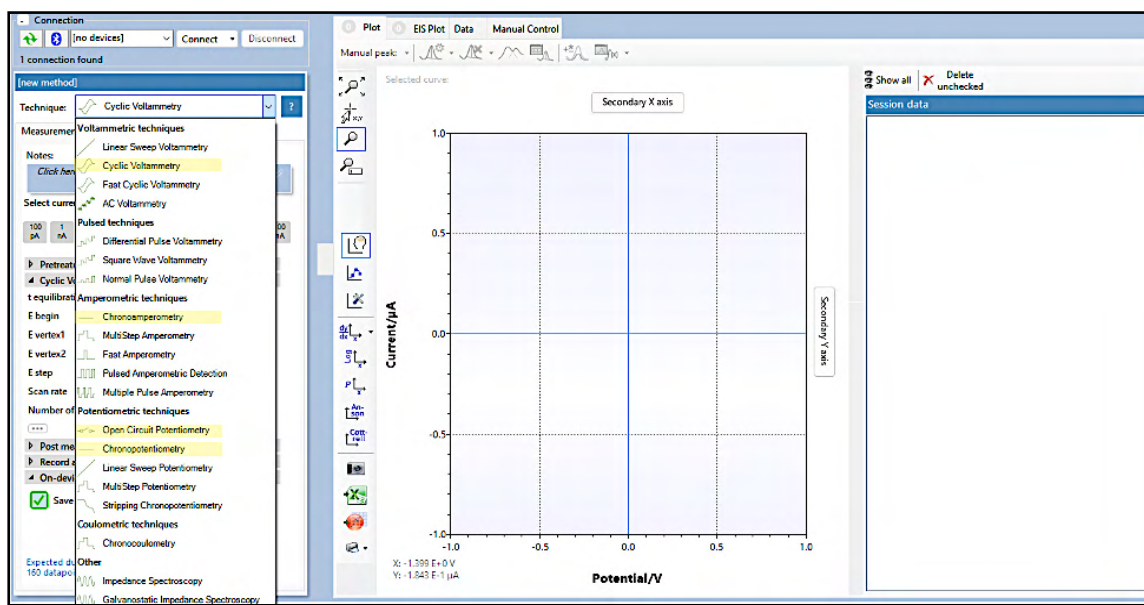 Connection
[no devices]
Connect
Disconnect
1 connection found
[new method]
Technique:
Cyclic Voltammetry
?
Measuremen
Notes:
Click her
Select curre
100 pA
1 nA
Pretreat
Cyclic Vo
t equilibrati
E begin
E vertex1
E vertex2
E step
Scan rate
Number of
Post me
Record a
On-devi
Save
Expected du
160 datapo
Voltammetric techniques
Linear Sweep Voltammetry
Cyclic Voltammetry
Fast Cyclic Voltammetry
AC Voltammetry
Pulsed techniques
Differential Pulse Voltammetry
Square Wave Voltammetry
Normal Pulse Voltammetry
Amperometric techniques
Chronoamperometry
MultiStep Amperometry
Fast Amperometry
Pulsed Amperometric Detection
Multiple Pulse Amperometry
Potentiometric techniques
Open Circuit Potentiometry
Chronopotentiometry
Linear Sweep Potentiometry
MultiStep Potentiometry
Stripping Chronopotentiometry
Coulometric techniques
Chronocoulometry
Other
Impedance Spectroscopy
Galvanostatic Impedance Spectroscopy
Plot
EIS Plot
Data
Manual Control
Manual peak:
Selected curve:
Secondary X axis
1.0
0.5
0.0
-0.5
-1.0
Current/µA
-1.0
-0.5
0.0
0.5
1.0
Potential/V
Secondary Y axis
X: -1.399 E+0 V
Y: -1.843 E-1 µA
Show all
Delete
unchecked
Session data